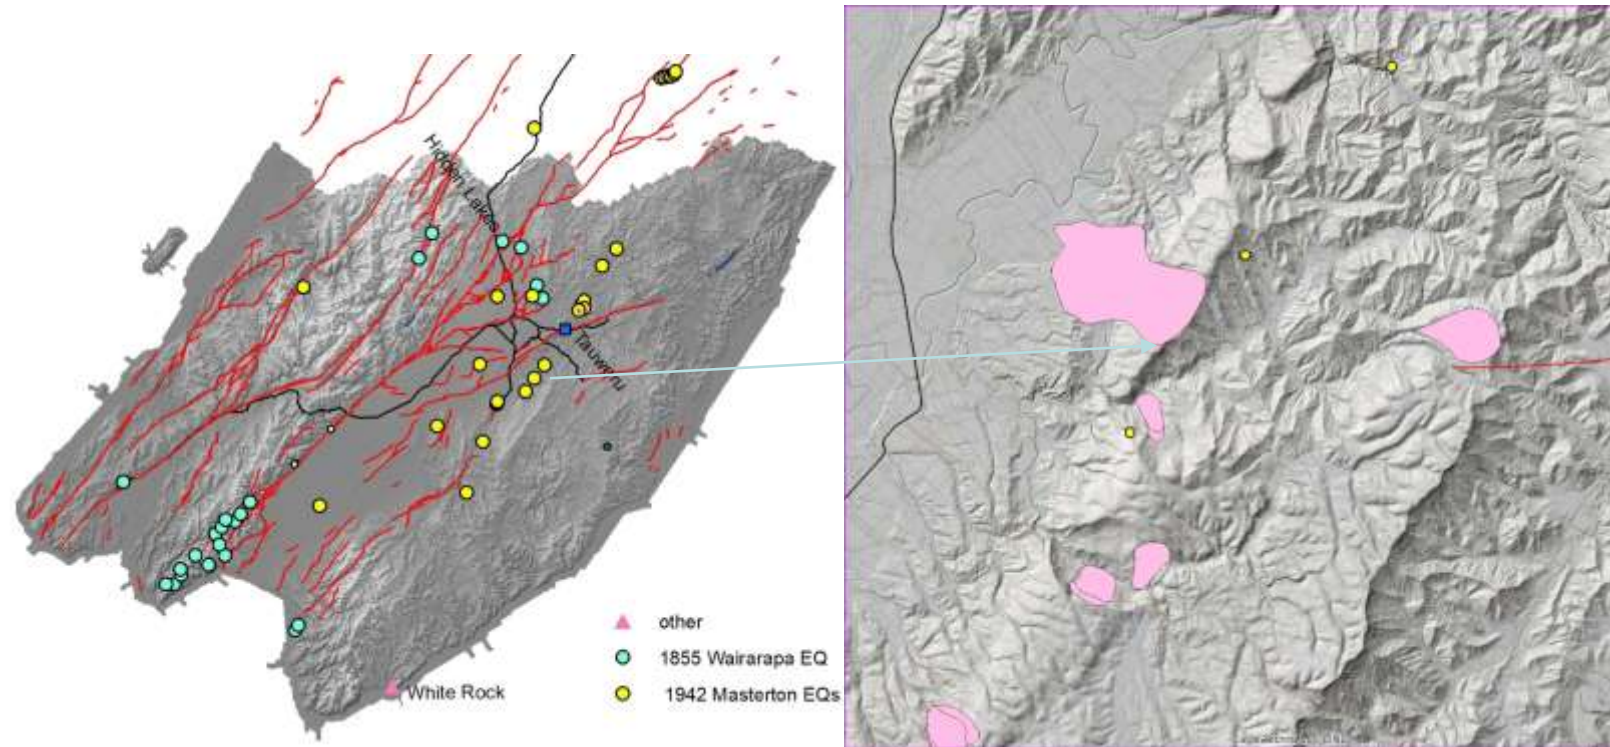 Hidden Lakes
Tauweru
other
1855 Wairarapa EQ
1942 Masterton EQs
White Rock